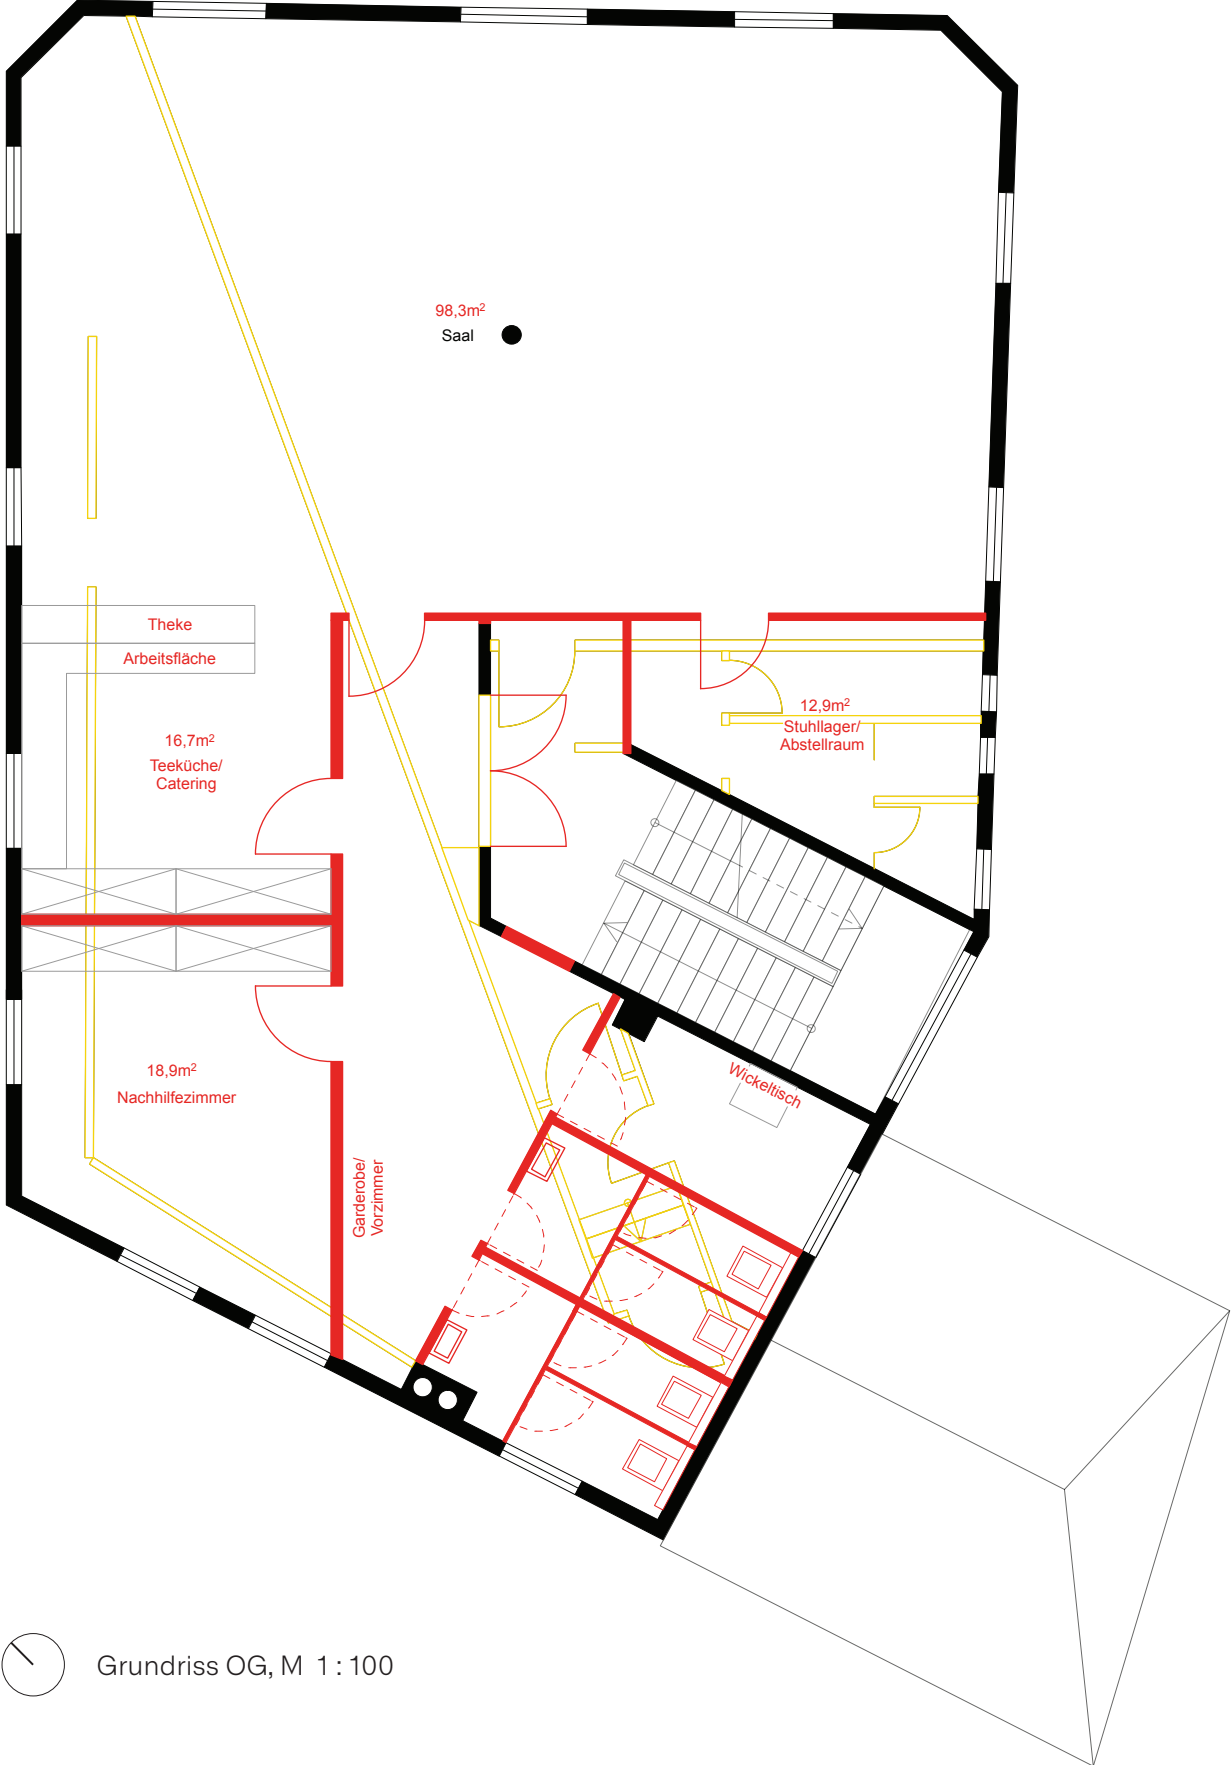 98,3m²
Saal
Theke
Arbeitsfläche
12,9m²
Stuhllager/
Abstellraum
16,7m²
Teeküche/
Catering
18,9m²
Nachhilfezimmer
Wickeltisch
Garderobe/
Vorzimmer
Grundriss OG, M 1 : 100